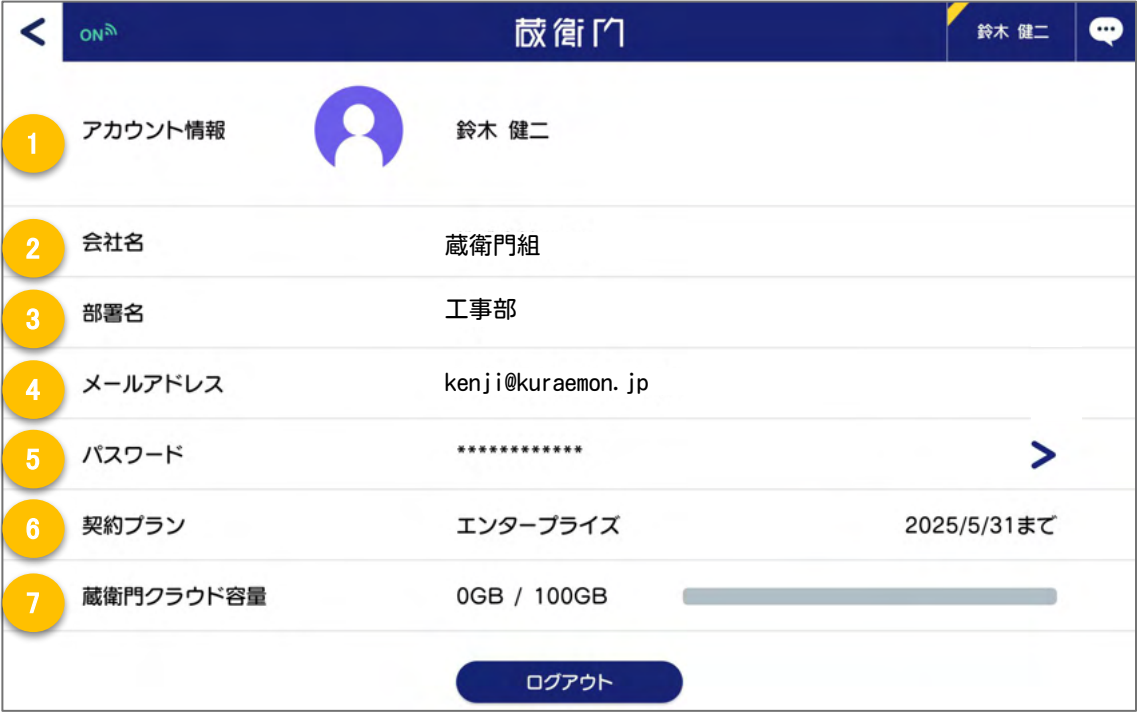 ON 蔵衛門 鈴木 健二
1 アカウント情報 鈴木 健二
2 会社名 蔵衛門組
3 部署名 工事部
4 メールアドレス kenji@kuraemon.jp
5 パスワード ************
6 契約プラン エンタープライズ 2025/5/31まで
7 蔵衛門クラウド容量 0GB / 100GB
ログアウト